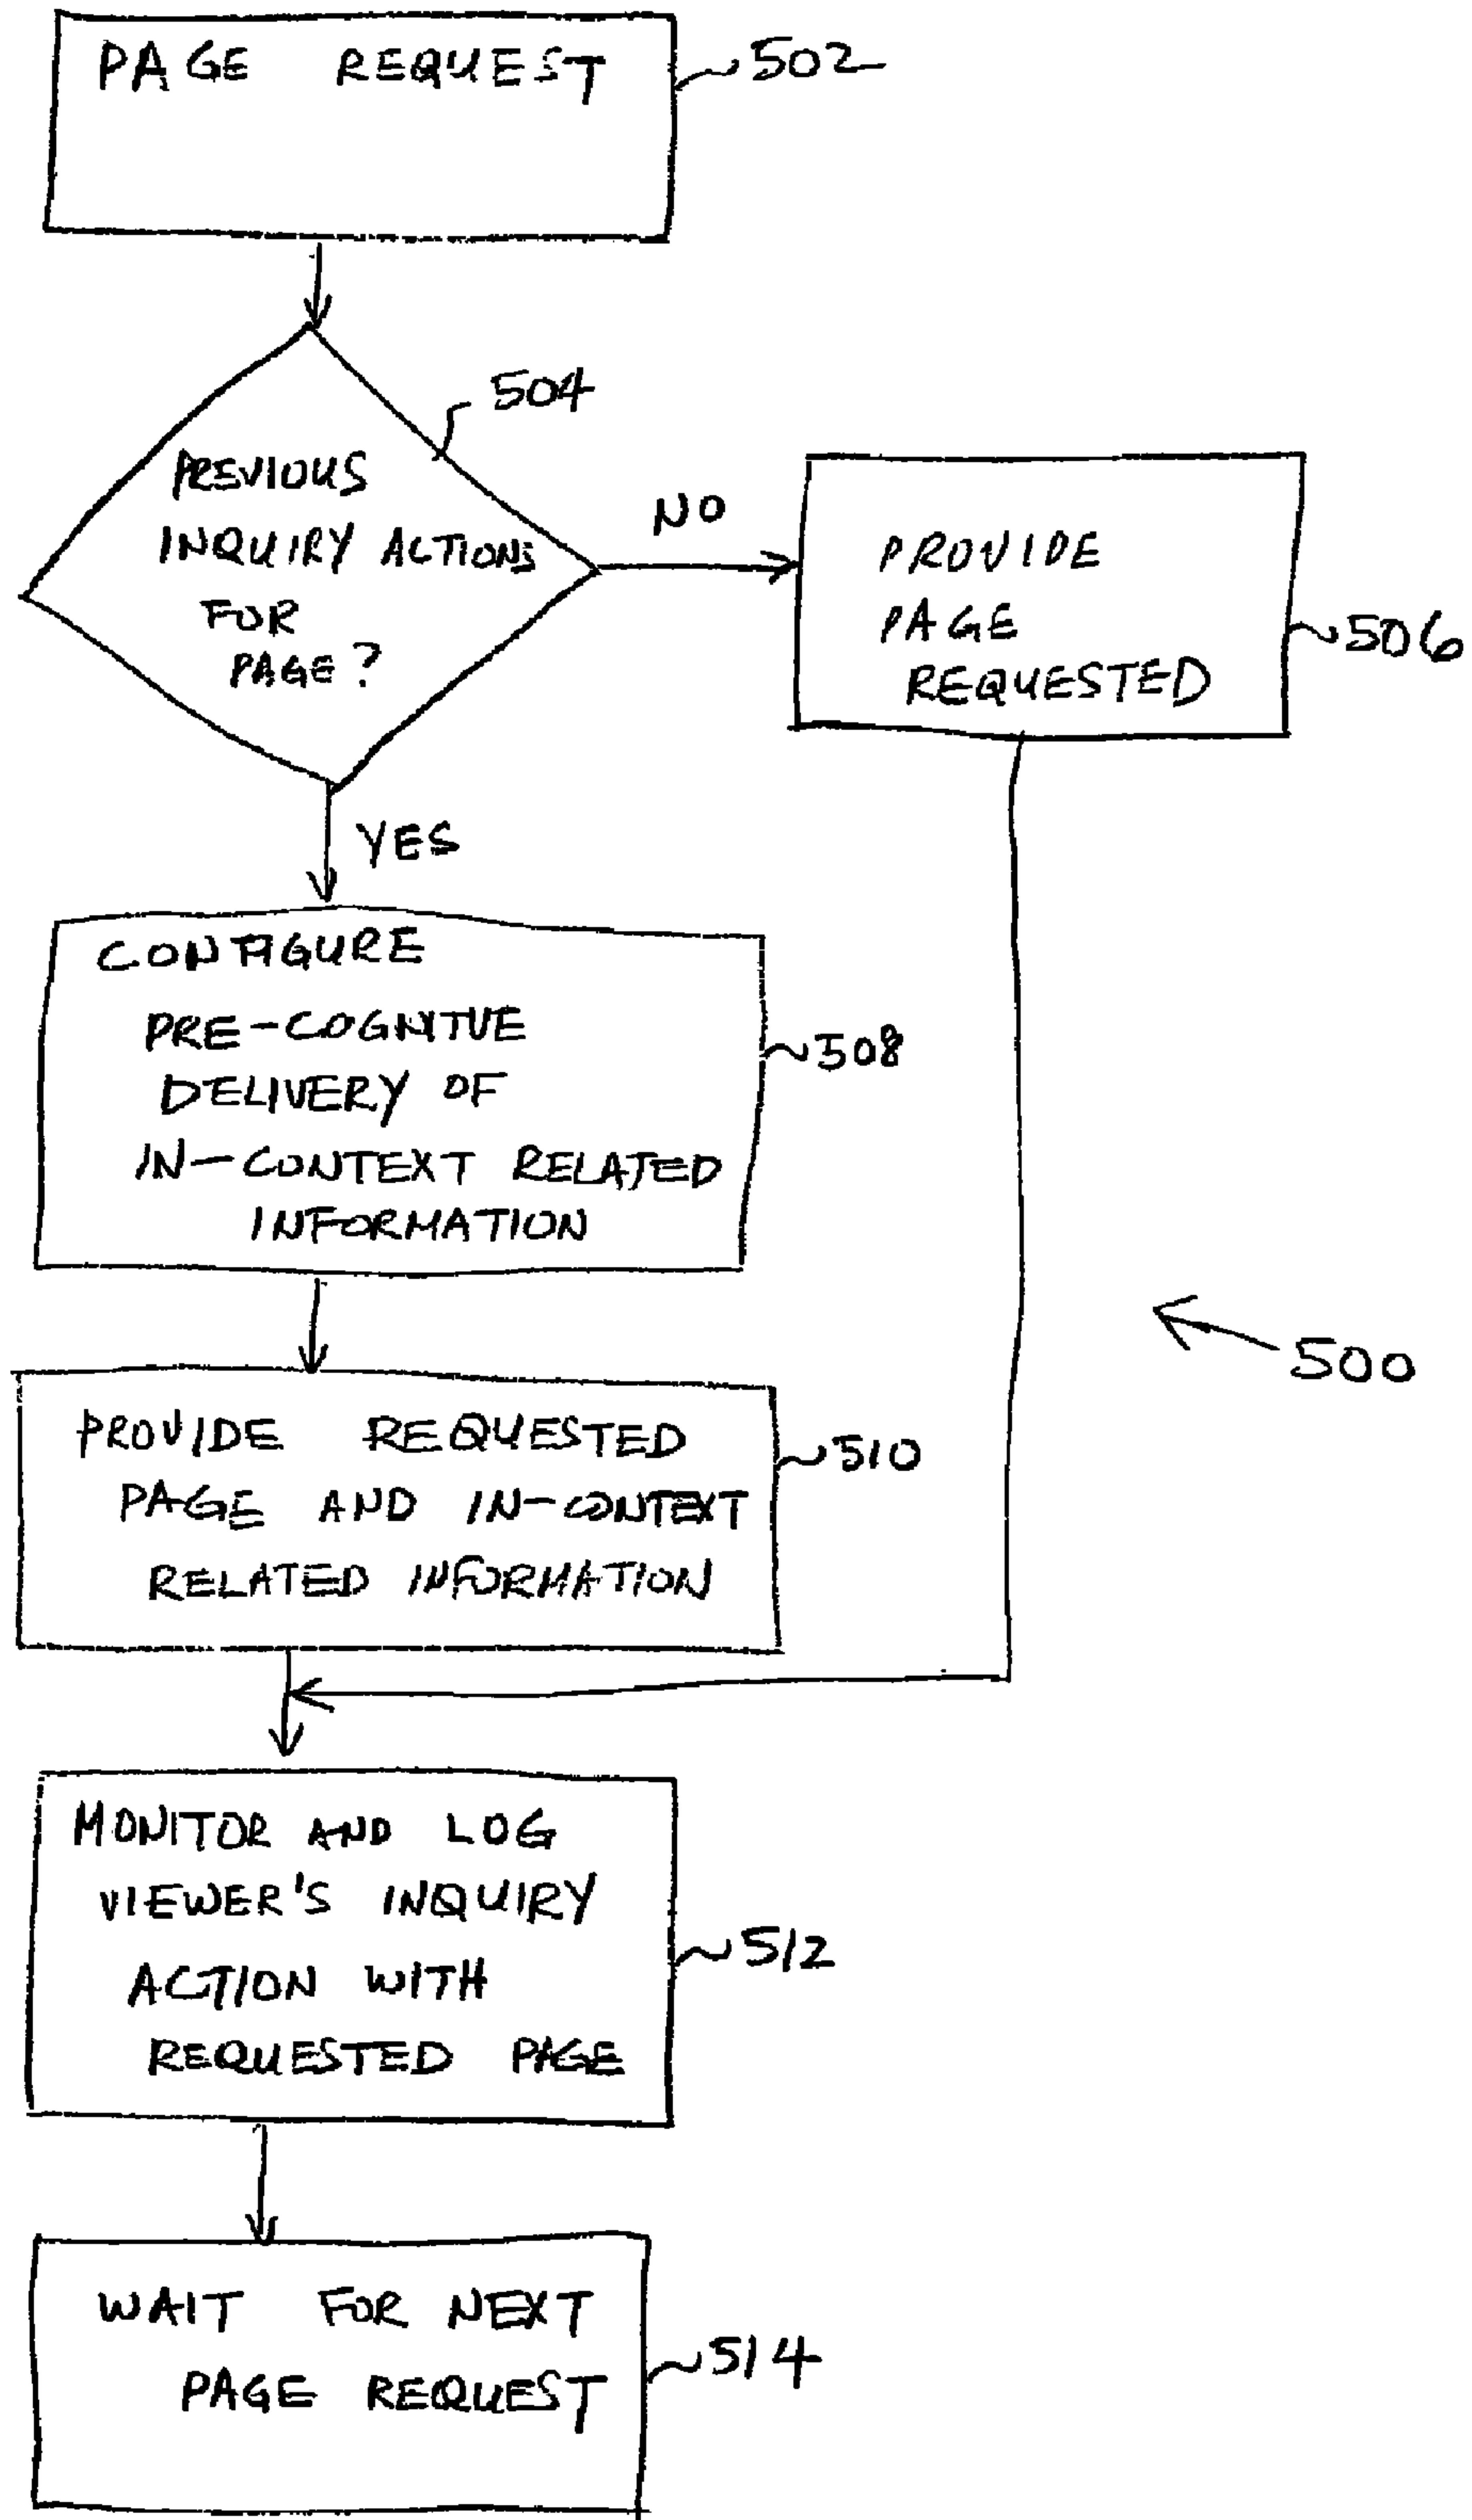 PAGE REQUEST
502
504
PREVIOUS
INQUIRY ACTIONS
FOR
PAGE?
NO
PROVIDE
PAGE
REQUESTED
506
YES
CONFIGURE
PRE-COGNITIVE
DELIVERY OF
IN-CONTEXT RELATED
INFORMATION
508
500
PROVIDE REQUESTED
PAGE AND IN-CONTEXT
RELATED INFORMATION
510
MONITOR AND LOG
VIEWER'S INQUIRY
ACTION WITH
REQUESTED PAGE
512
WAIT FOR NEXT
PAGE REQUEST
514